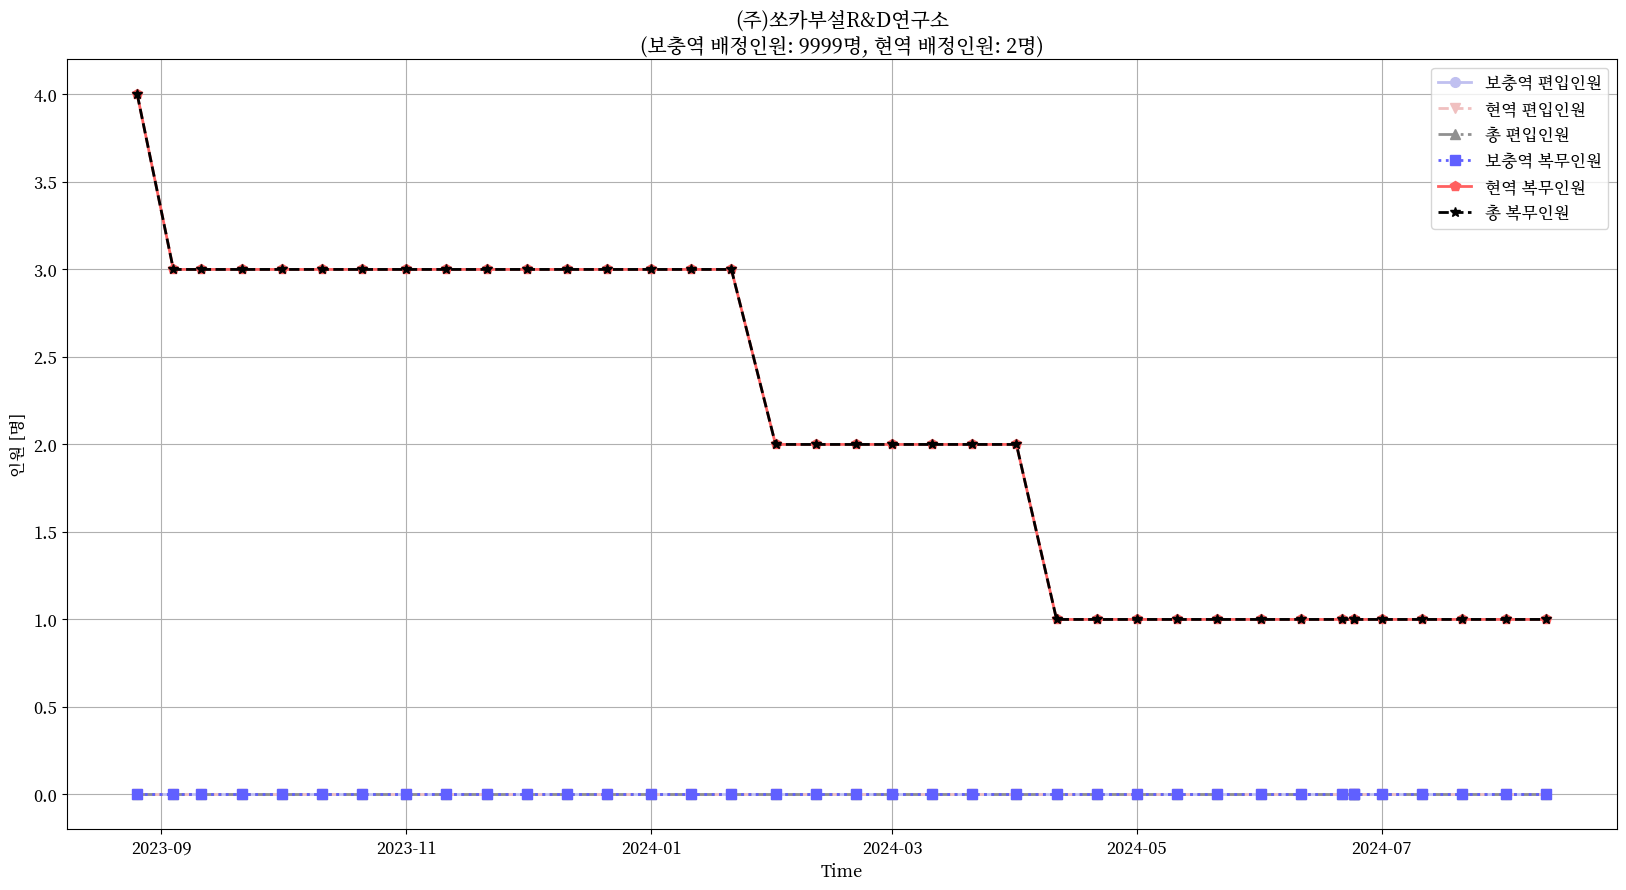 (주)쏘카부설R&D연구소
(보충역 배정인원: 9999명, 현역 배정인원: 2명)
보충역 편입인원
현역 편입인원
총 편입인원
보충역 복무인원
현역 복무인원
총 복무인원
4.0
3.5
3.0
2.5
2.0
1.5
1.0
0.5
0.0
인원 [명]
2023-09
2023-11
2024-01
2024-03
2024-05
2024-07
Time